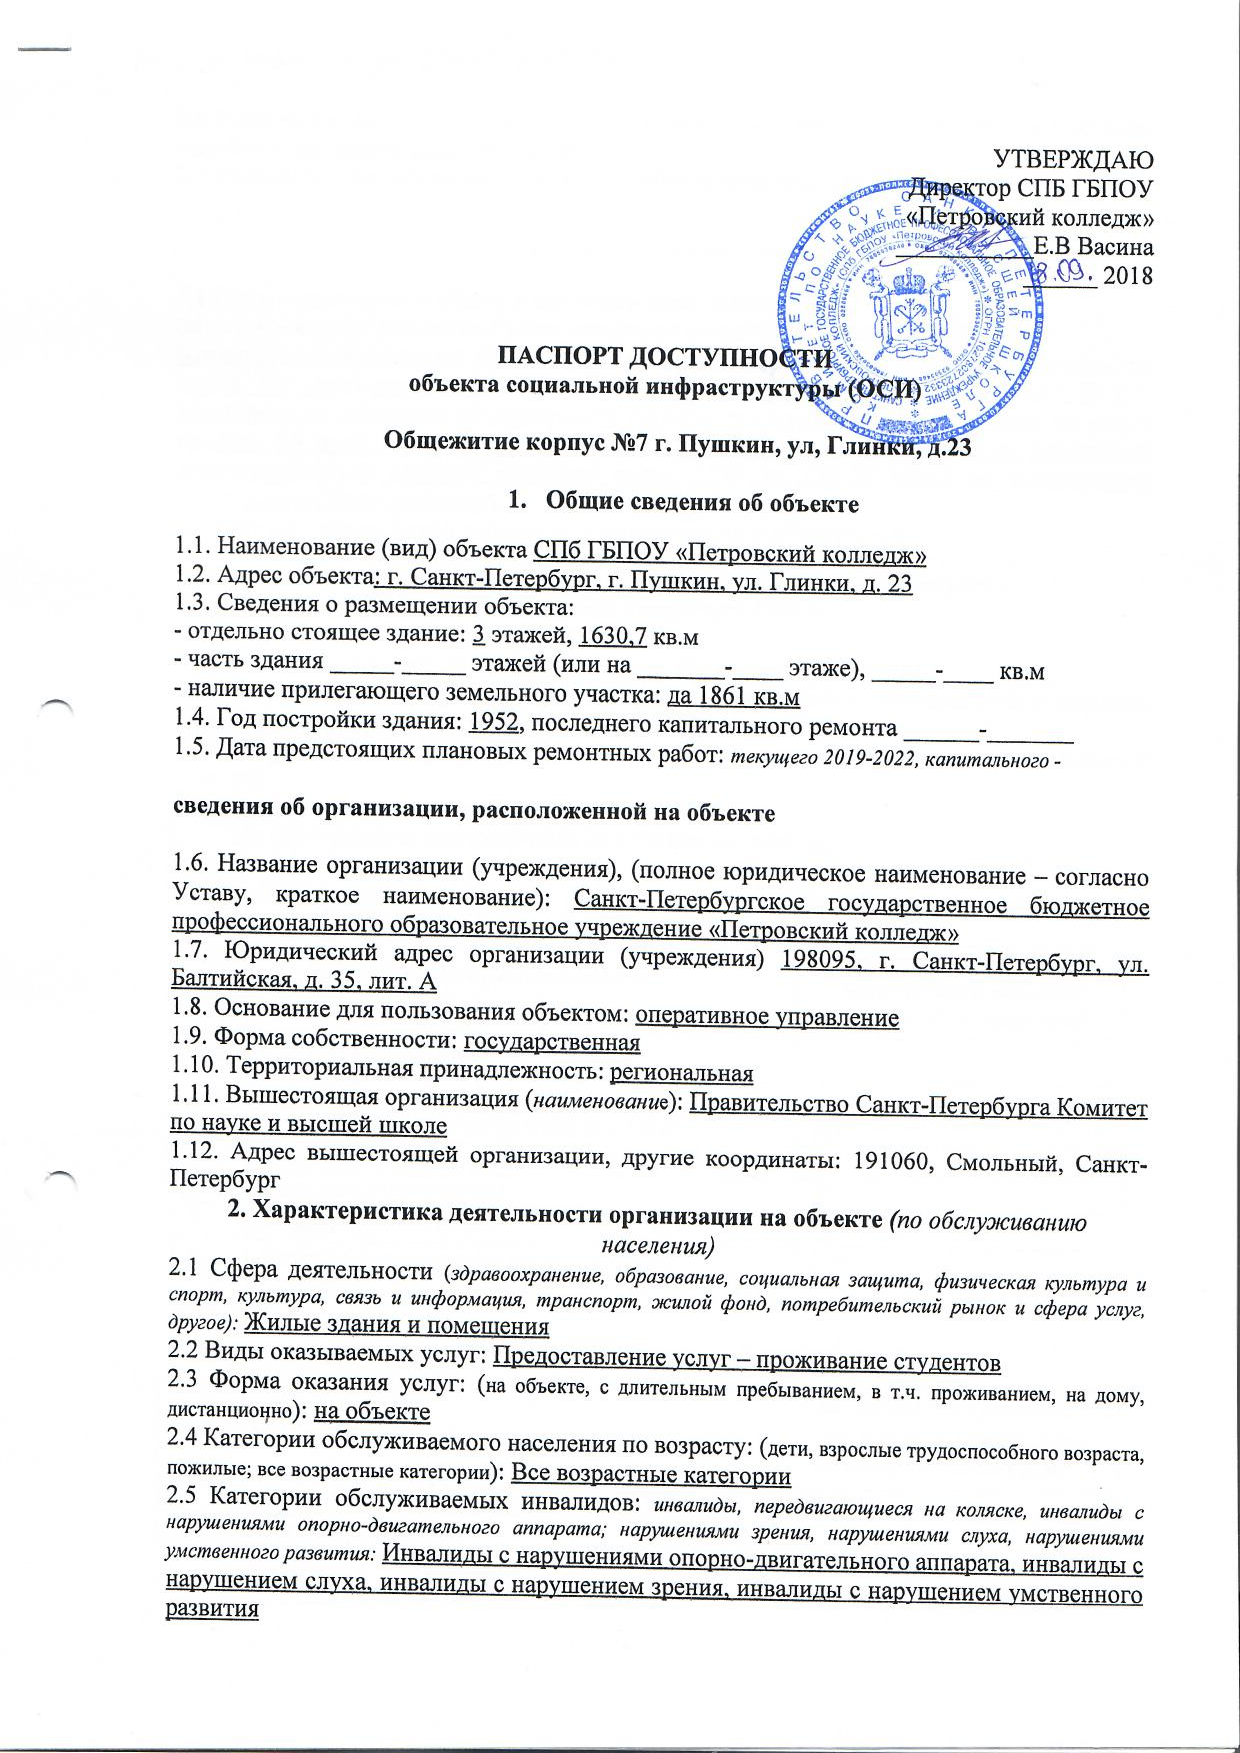 УТВЕРЖДАЮ
Директор СПБ ГБПОУ
«Петровский колледж»
Е.В Васина
2018
ПАСПОРТ ДОСТУПНОСТИ
объекта социальной инфраструктуры (ОСИ)
Общежитие корпус №7 г. Пушкин, ул, Глинки, д.23
1. Общие сведения об объекте
1.1. Наименование (вид) объекта СПб ГБПОУ «Петровский колледж»
1.2. Адрес объекта: г. Санкт-Петербург, г. Пушкин, ул. Глинки, д. 23
1.3. Сведения о размещении объекта:
- отдельно стоящее здание: 3 этажей, 1630,7 кв.м
- часть здания _____-_____ этажей (или на _______-____ этаже), _____-____ кв.м
- наличие прилегающего земельного участка: да 1861 кв.м
1.4. Год постройки здания: 1952, последнего капитального ремонта ______-_______
1.5. Дата предстоящих плановых ремонтных работ: текущего 2019-2022, капитального -
сведения об организации, расположенной на объекте
1.6. Название организации (учреждения), (полное юридическое наименование – согласно
Уставу, краткое наименование): Санкт-Петербургское государственное бюджетное
профессионального образовательное учреждение «Петровский колледж»
1.7. Юридический адрес организации (учреждения) 198095, г. Санкт-Петербург, ул.
Балтийская, д. 35, лит. А
1.8. Основание для пользования объектом: оперативное управление
1.9. Форма собственности: государственная
1.10. Территориальная принадлежность: региональная
1.11. Вышестоящая организация (наименование): Правительство Санкт-Петербурга Комитет
по науке и высшей школе
1.12. Адрес вышестоящей организации, другие координаты: 191060, Смольный, Санкт-
Петербург
2. Характеристика деятельности организации на объекте (по обслуживанию
населения)
2.1 Сфера деятельности (здравоохранение, образование, социальная защита, физическая культура и
спорт, культура, связь и информация, транспорт, жилой фонд, потребительский рынок и сфера услуг,
другое): Жилые здания и помещения
2.2 Виды оказываемых услуг: Предоставление услуг – проживание студентов
2.3 Форма оказания услуг: (на объекте, с длительным пребыванием, в т.ч. проживанием, на дому,
дистанционно): на объекте
2.4 Категории обслуживаемого населения по возрасту: (дети, взрослые трудоспособного возраста,
пожилые; все возрастные категории): Все возрастные категории
2.5 Категории обслуживаемых инвалидов: инвалиды, передвигающиеся на коляске, инвалиды с
нарушениями опорно-двигательного аппарата; нарушениями зрения, нарушениями слуха, нарушениями
умственного развития: Инвалиды с нарушениями опорно-двигательного аппарата, инвалиды с
нарушением слуха, инвалиды с нарушением зрения, инвалиды с нарушением умственного
развития